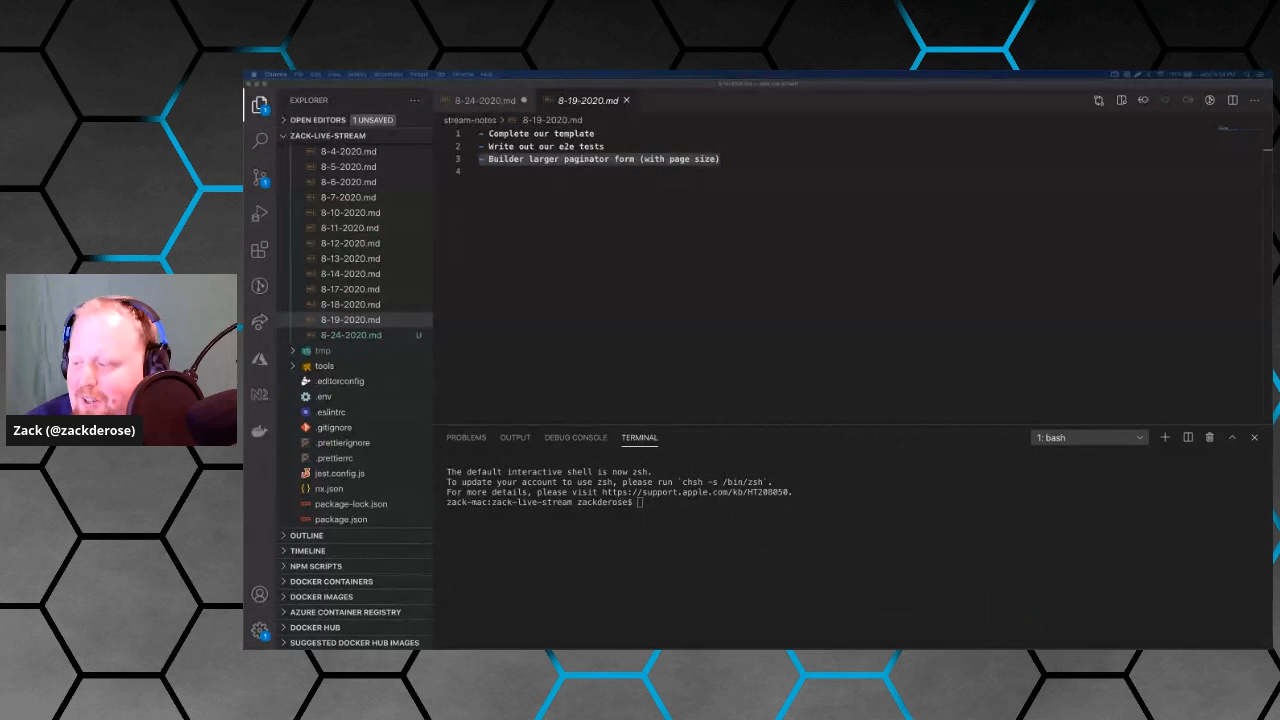 EXPLORER
OPEN EDITORS 1 UNSAVED
ZACK-LIVE-STREAM
8-4-2020.md
8-5-2020.md
8-6-2020.md
8-7-2020.md
8-10-2020.md
8-11-2020.md
8-12-2020.md
8-13-2020.md
8-14-2020.md
8-17-2020.md
8-18-2020.md
8-19-2020.md
8-24-2020.md U
tmp
tools
.editorconfig
.env
.eslintrc
.gitignore
.prettierignore
.prettierrc
jest.config.js
nx.json
package-lock.json
package.json
OUTLINE
TIMELINE
NPM SCRIPTS
DOCKER CONTAINERS
DOCKER IMAGES
AZURE CONTAINER REGISTRY
DOCKER HUB
SUGGESTED DOCKER HUB IMAGES
8-24-2020.md 8-19-2020.md
stream-notes > 8-19-2020.md
1 - Complete our template
2 - Write out our e2e tests
3 - Builder larger paginator form (with page size)
4
PROBLEMS OUTPUT DEBUG CONSOLE TERMINAL 1: bash
The default interactive shell is now zsh.
To update your account to use zsh, please run `chsh -s /bin/zsh`.
For more details, please visit https://support.apple.com/kb/HT208050.
zack-mac:zack-live-stream zackderose$
Zack (@zackderose)